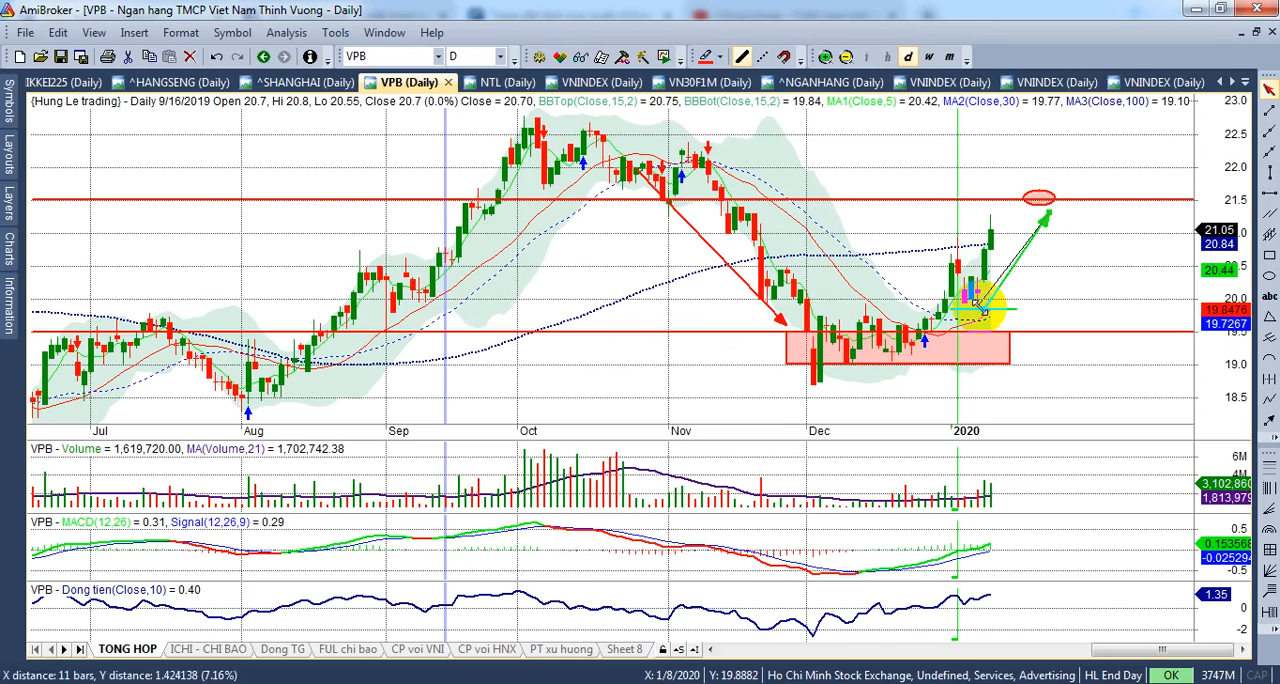 AmiBroker - [VPB - Ngan hang TMCP Viet Nam Thinh Vuong - Daily]
File Edit View Insert Format Symbol Analysis Tools Window Help
VPB D i h d w m
IKKEI225 (Daily) ^HANGSENG (Daily) ^SHANGHAI (Daily) VPB (Daily) NTL (Daily) VNINDEX (Daily) VN30F1M (Daily) ^NGANHANG (Daily) VNINDEX (Daily) VNINDEX (Daily) VNINDEX (Daily)
Symbols
Layouts
Layers
Charts
Information
{Hung Le trading} - Daily 9/16/2019 Open 20.7, Hi 20.8, Lo 20.55, Close 20.7 (0.0%) Close = 20.70, BBTop(Close,15,2) = 20.75, BBBot(Close,15,2) = 19.84, MA1(Close,5) = 20.42, MA2(Close,30) = 19.77, MA3(Close,100) = 19.10
23.0
22.5
22.0
21.5
21.05
20.84
20.44
20.0
19.8476
19.7267
19.0
18.5
abc
Jul Aug Sep Oct Nov Dec 2020
VPB - Volume = 1,619,720.00, MA(Volume,21) = 1,702,742.38
6M
4M
3,102,860
1,813,979
VPB - MACD(12,26) = 0.31, Signal(12,26,9) = 0.29
0.5
0.153568
-0.025294
-0.5
VPB - Dong tien(Close,10) = 0.40
1.35
0
-2
TONG HOP ICHI - CHI BAO Dong TG FUL chi bao CP voi VNI CP voi HNX PT xu huong Sheet 8
X distance: 11 bars, Y distance: 1.424138 (7.16%) X: 1/8/2020 Y: 19.8882 Ho Chi Minh Stock Exchange, Undefined, Services, Advertising HL End Day OK 3747M CAP